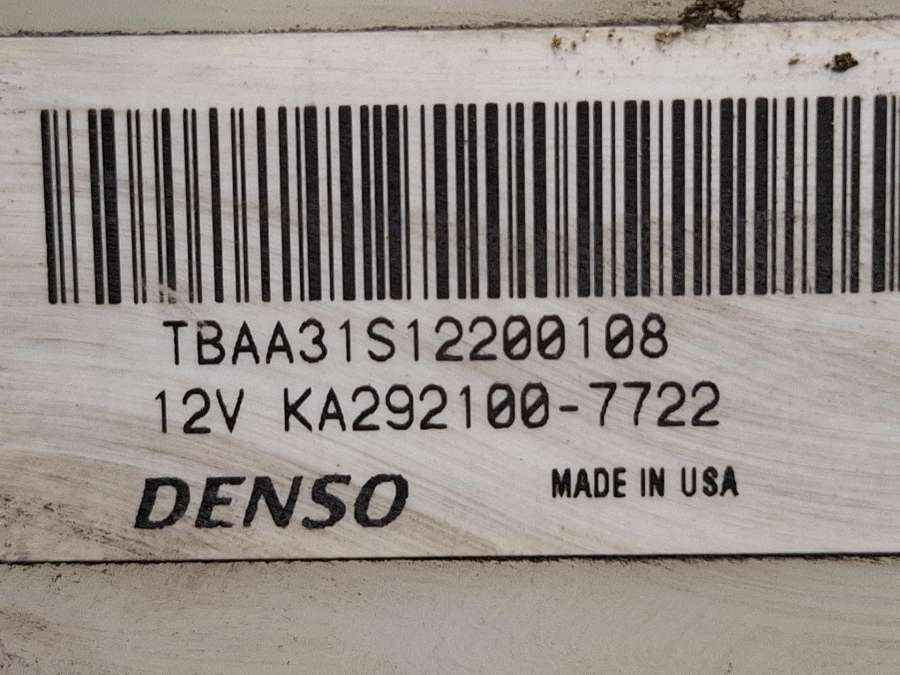 TBAA31S12200108
12V KA292100-7722
DENSO
MADE IN USA